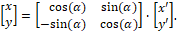 [x y] = [cos(α) sin(α) −sin(α) cos(α)] · [x′ y′].